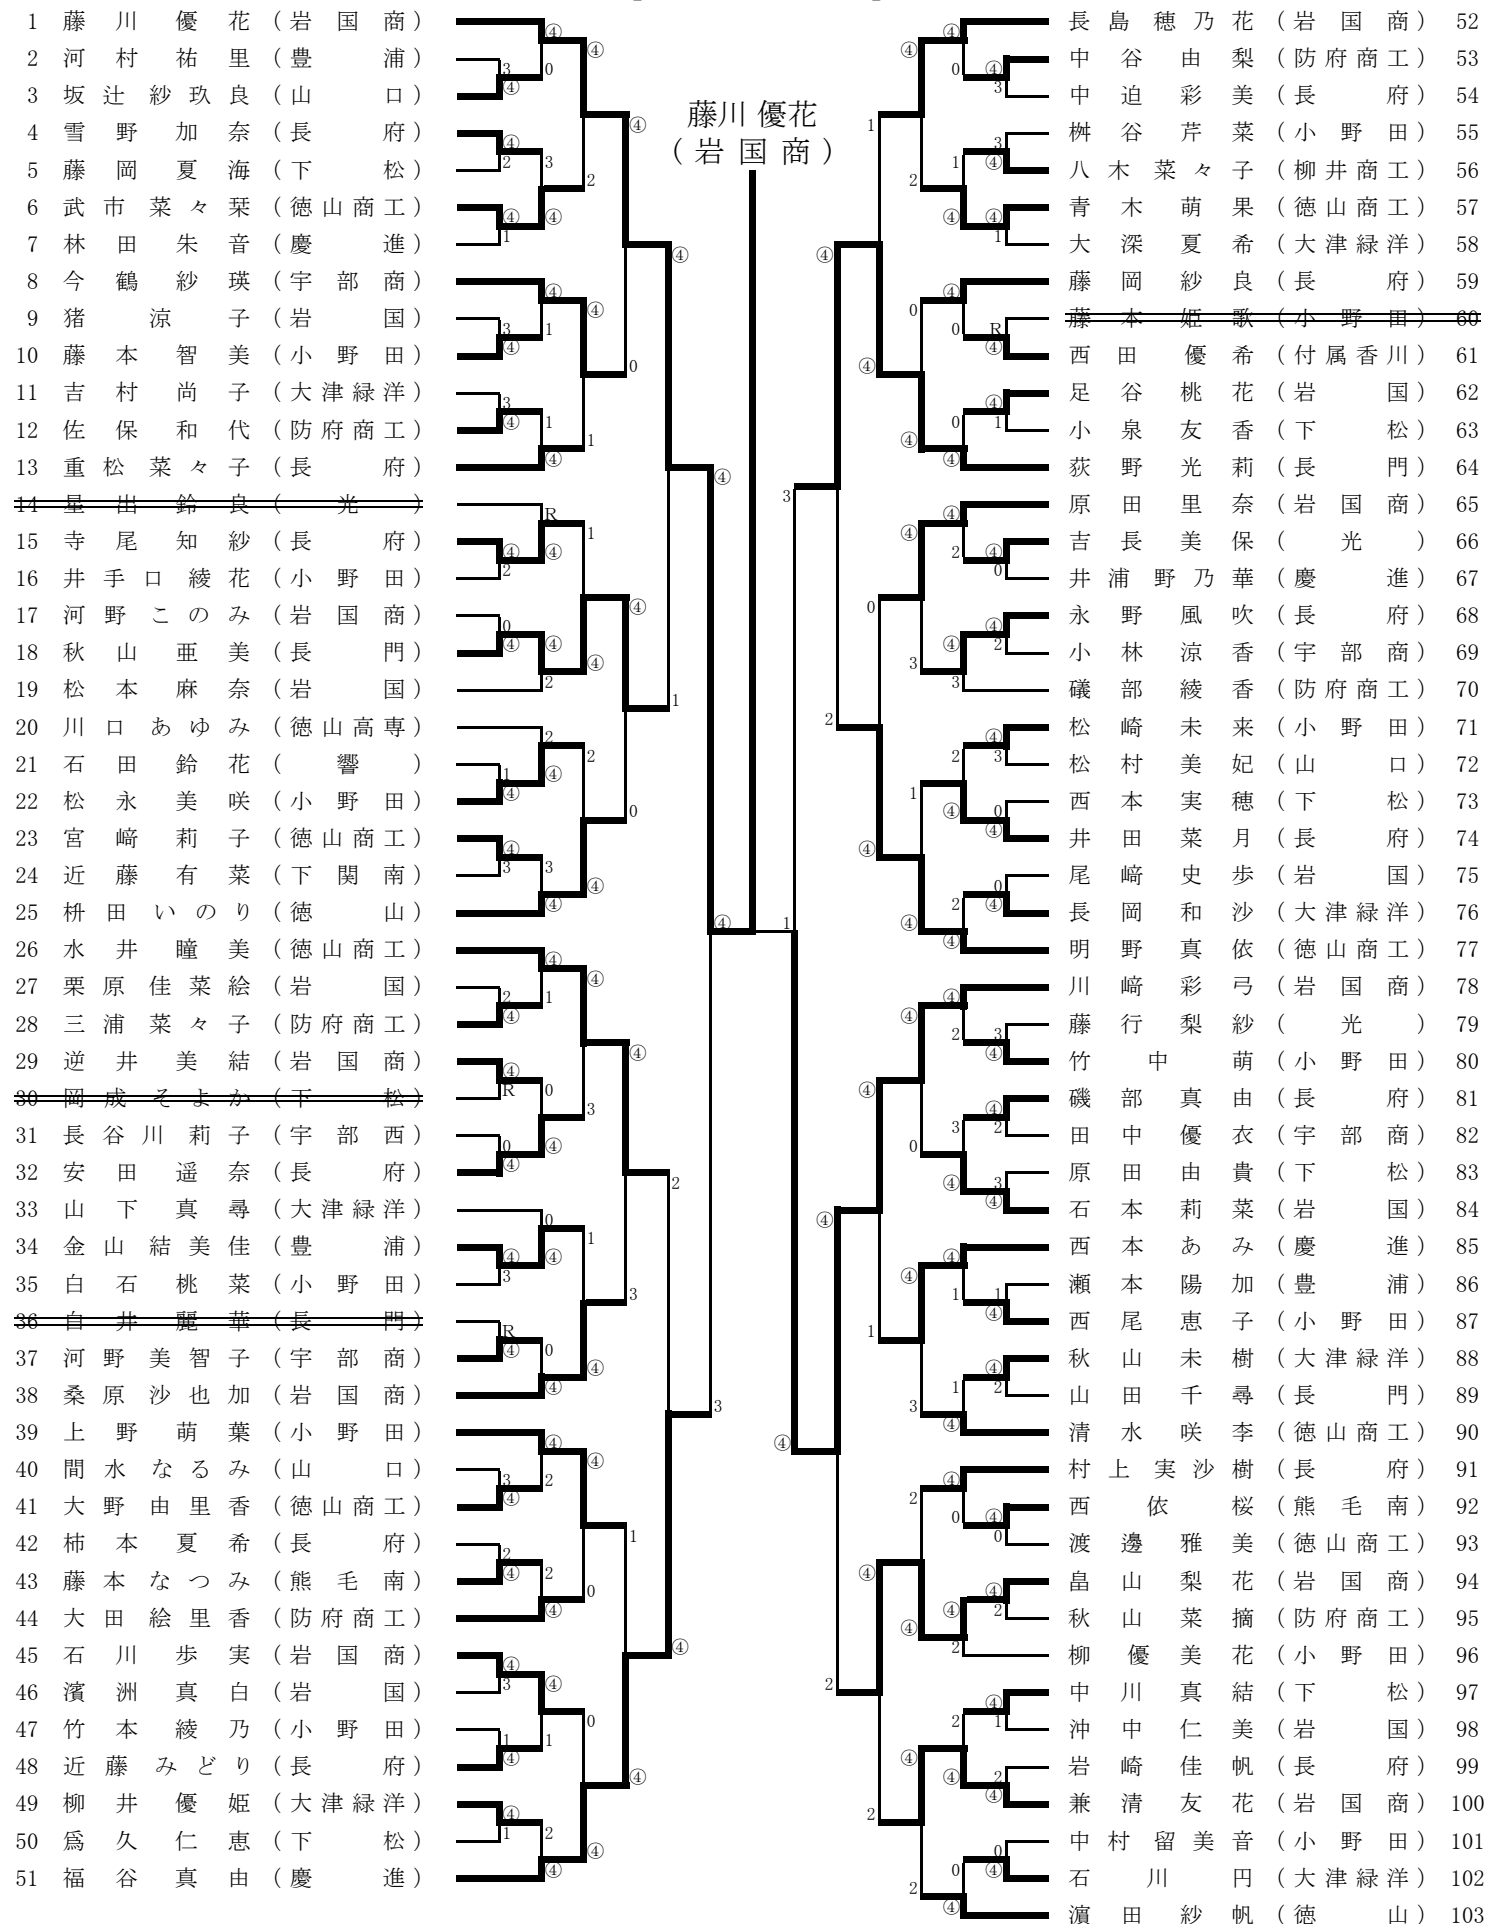 藤川 優花
（岩国商）
1 藤川優花（岩国商）
2 河村祐里（豊浦）
3 坂辻紗玖良（山口）
4 雪野加奈（長府）
5 藤岡夏海（下松）
6 武市菜々栞（徳山商工）
7 林田朱音（慶進）
8 今鶴紗瑛（宇部商）
9 猪涼子（岩国）
10 藤本智美（小野田）
11 吉村尚子（大津緑洋）
12 佐保和代（防府商工）
13 重松菜々子（長府）
14 星出鈴良（光）
15 寺尾知紗（長府）
16 井手口綾花（小野田）
17 河野このみ（岩国商）
18 秋山亜美（長門）
19 松本麻奈（岩国）
20 川口あゆみ（徳山高専）
21 石田鈴花（響）
22 松永美咲（小野田）
23 宮﨑莉子（徳山商工）
24 近藤有菜（下関南）
25 枡田いのり（徳山）
26 水井瞳美（徳山商工）
27 栗原佳菜絵（岩国）
28 三浦菜々子（防府商工）
29 逆井美結（岩国商）
30 岡成そよか（下松）
31 長谷川莉子（宇部西）
32 安田遥奈（長府）
33 山下真尋（大津緑洋）
34 金山結美佳（豊浦）
35 白石桃菜（小野田）
36 白井麗華（長門）
37 河野美智子（宇部商）
38 桑原沙也加（岩国商）
39 上野萌葉（小野田）
40 間水なるみ（山口）
41 大野由里香（徳山商工）
42 柿本夏希（長府）
43 藤本なつみ（熊毛南）
44 大田絵里香（防府商工）
45 石川歩実（岩国商）
46 濱洲真白（岩国）
47 竹本綾乃（小野田）
48 近藤みどり（長府）
49 柳井優姫（大津緑洋）
50 爲久仁恵（下松）
51 福谷真由（慶進）
長島穂乃花（岩国商） 52
中谷由梨（防府商工） 53
中迫彩美（長府） 54
桝谷芹菜（小野田） 55
八木菜々子（柳井商工） 56
青木萌果（徳山商工） 57
大深夏希（大津緑洋） 58
藤岡紗良（長府） 59
藤本姫歌（小野田） 60
西田優希（付属香川） 61
足谷桃花（岩国） 62
小泉友香（下松） 63
荻野光莉（長門） 64
原田里奈（岩国商） 65
吉長美保（光） 66
井浦野乃華（慶進） 67
永野風吹（長府） 68
小林涼香（宇部商） 69
礒部綾香（防府商工） 70
松崎未来（小野田） 71
松村美妃（山口） 72
西本実穂（下松） 73
井田菜月（長府） 74
尾﨑史歩（岩国） 75
長岡和沙（大津緑洋） 76
明野真依（徳山商工） 77
川﨑彩弓（岩国商） 78
藤行梨紗（光） 79
竹中萌（小野田） 80
磯部真由（長府） 81
田中優衣（宇部商） 82
原田由貴（下松） 83
石本莉菜（岩国） 84
西本あみ（慶進） 85
瀬本陽加（豊浦） 86
西尾恵子（小野田） 87
秋山未樹（大津緑洋） 88
山田千尋（長門） 89
清水咲李（徳山商工） 90
村上実沙樹（長府） 91
西依桜（熊毛南） 92
渡邊雅美（徳山商工） 93
畠山梨花（岩国商） 94
秋山菜摘（防府商工） 95
柳優美花（小野田） 96
中川真結（下松） 97
沖中仁美（岩国） 98
岩崎佳帆（長府） 99
兼清友花（岩国商） 100
中村留美音（小野田） 101
石川円（大津緑洋） 102
濵田紗帆（徳山） 103